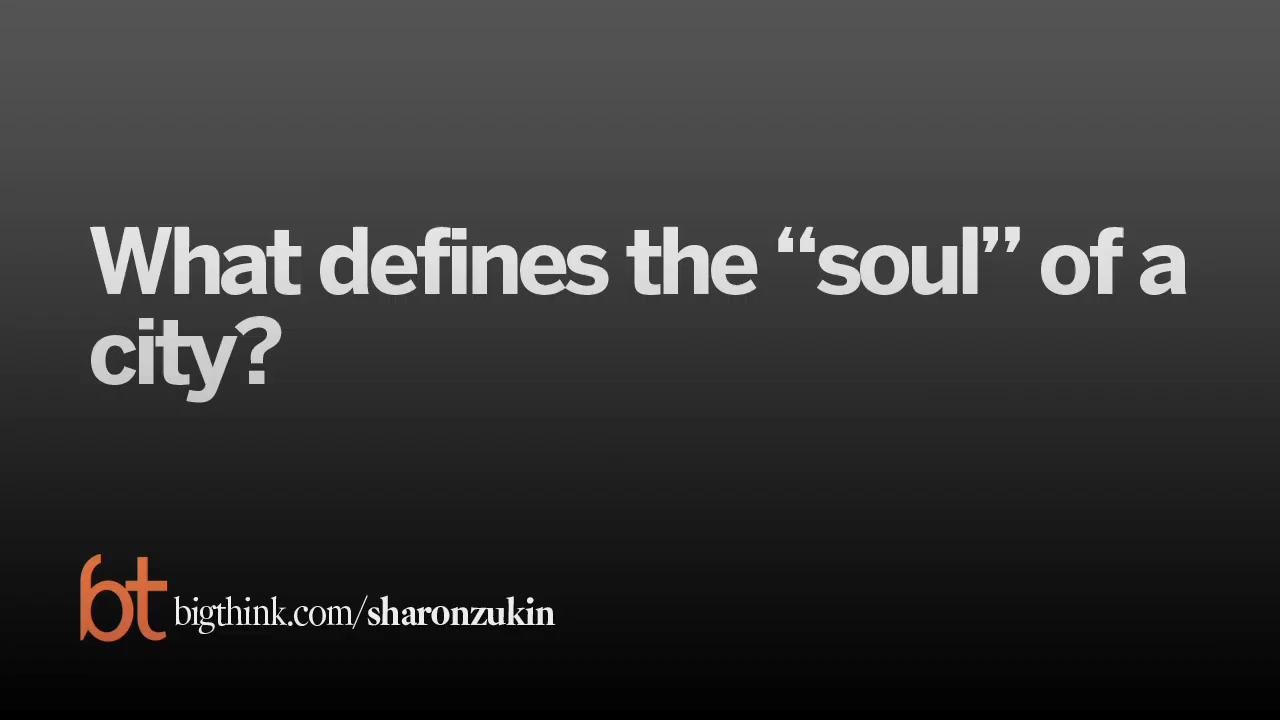 What defines the “soul” of a
city?
bt bigthink.com/sharonzukin